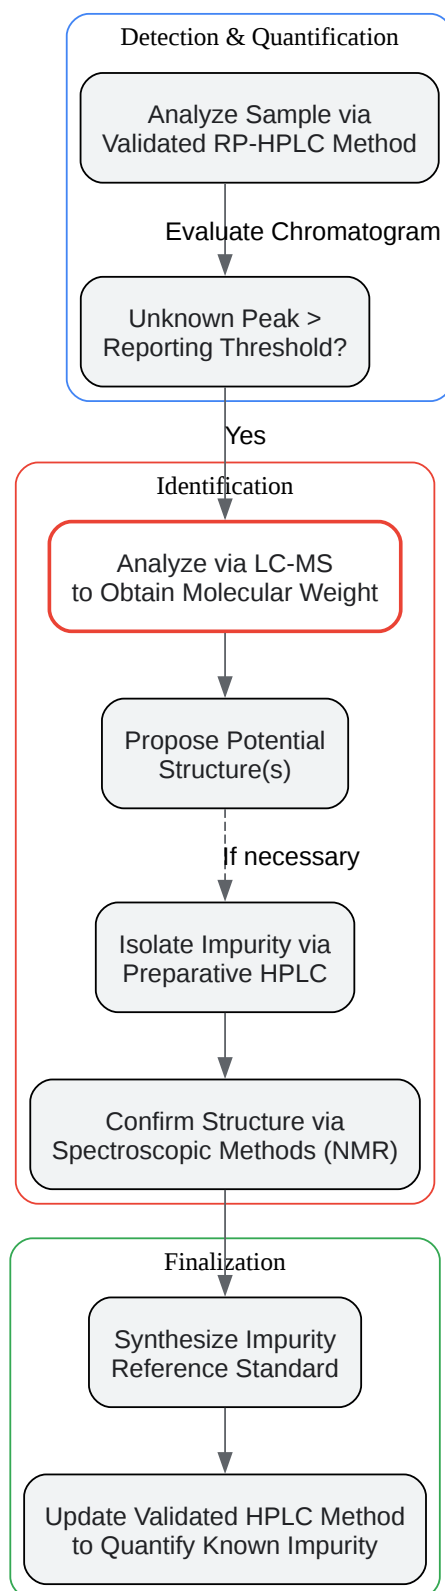 Detection & Quantification
Analyze Sample via
Validated RP-HPLC Method
Evaluate Chromatogram
Unknown Peak >
Reporting Threshold?
Yes
Identification
Analyze via LC-MS
to Obtain Molecular Weight
Propose Potential
Structure(s)
If necessary
Isolate Impurity via
Preparative HPLC
Confirm Structure via
Spectroscopic Methods (NMR)
Finalization
Synthesize Impurity
Reference Standard
Update Validated HPLC Method
to Quantify Known Impurity